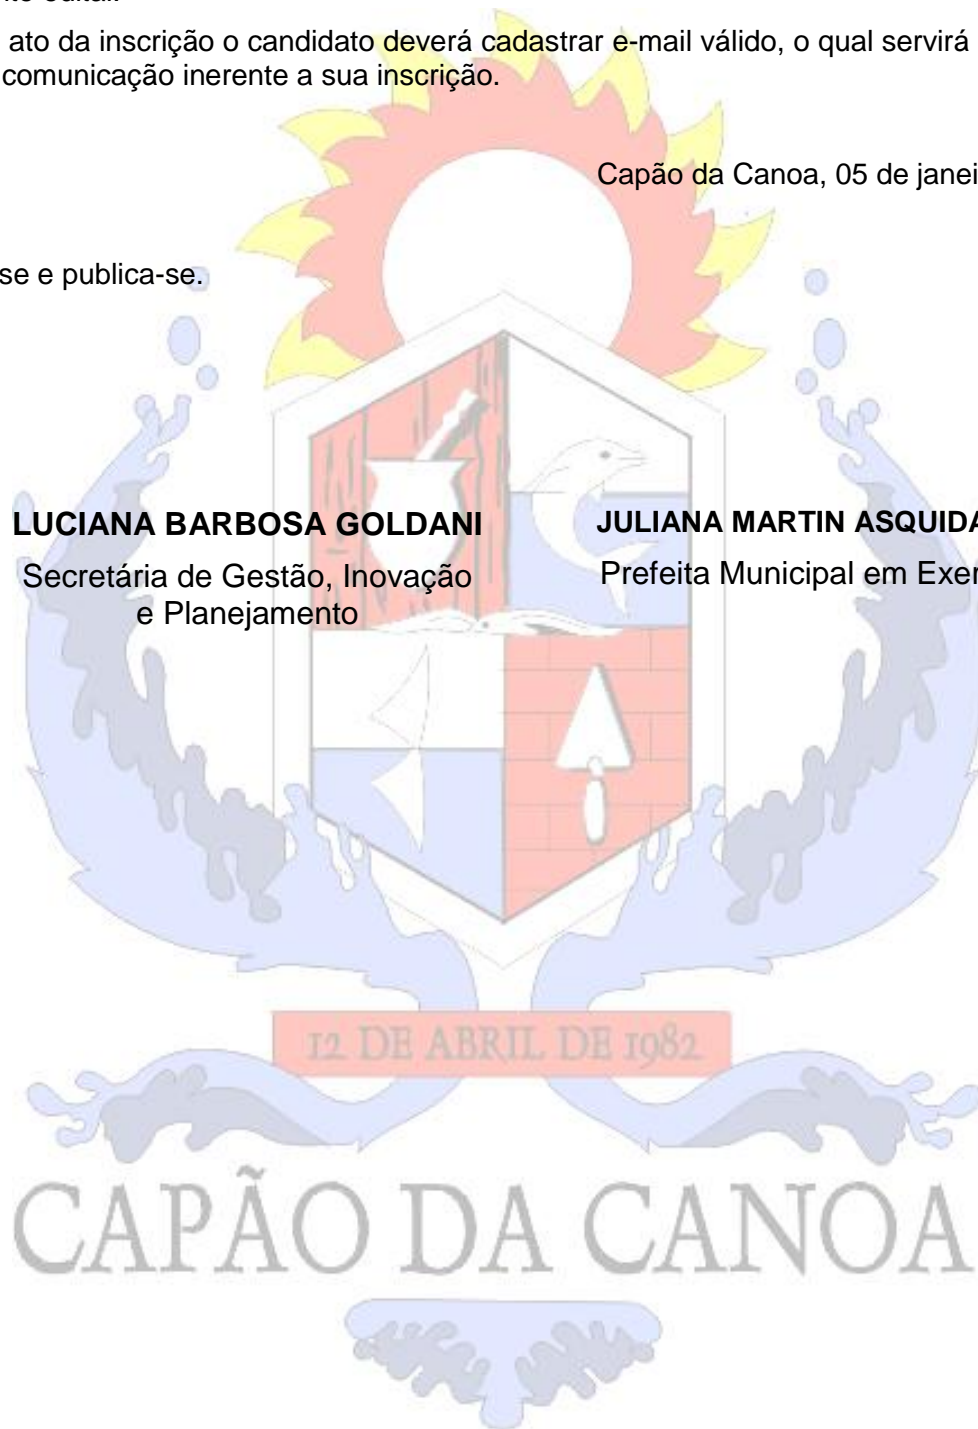 ato da inscrição o candidato deverá cadastrar e-mail válido, o qual servirá
comunicação inerente a sua inscrição.
Capão da Canoa, 05 de janei
se e publica-se.
LUCIANA BARBOSA GOLDANI
JULIANA MARTIN ASQUIDA
Secretária de Gestão, Inovação
e Planejamento
Prefeita Municipal em Exer
12 DE ABRIL DE 1982
CAPÃO DA CANOA